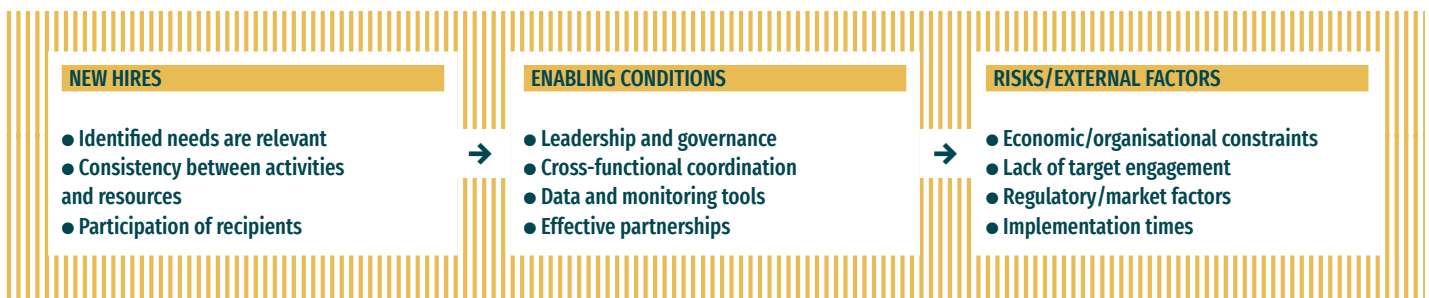 NEW HIRES
● Identified needs are relevant
● Consistency between activities
and resources
● Participation of recipients
→
ENABLING CONDITIONS
● Leadership and governance
● Cross-functional coordination
● Data and monitoring tools
● Effective partnerships
→
RISKS/EXTERNAL FACTORS
● Economic/organisational constraints
● Lack of target engagement
● Regulatory/market factors
● Implementation times